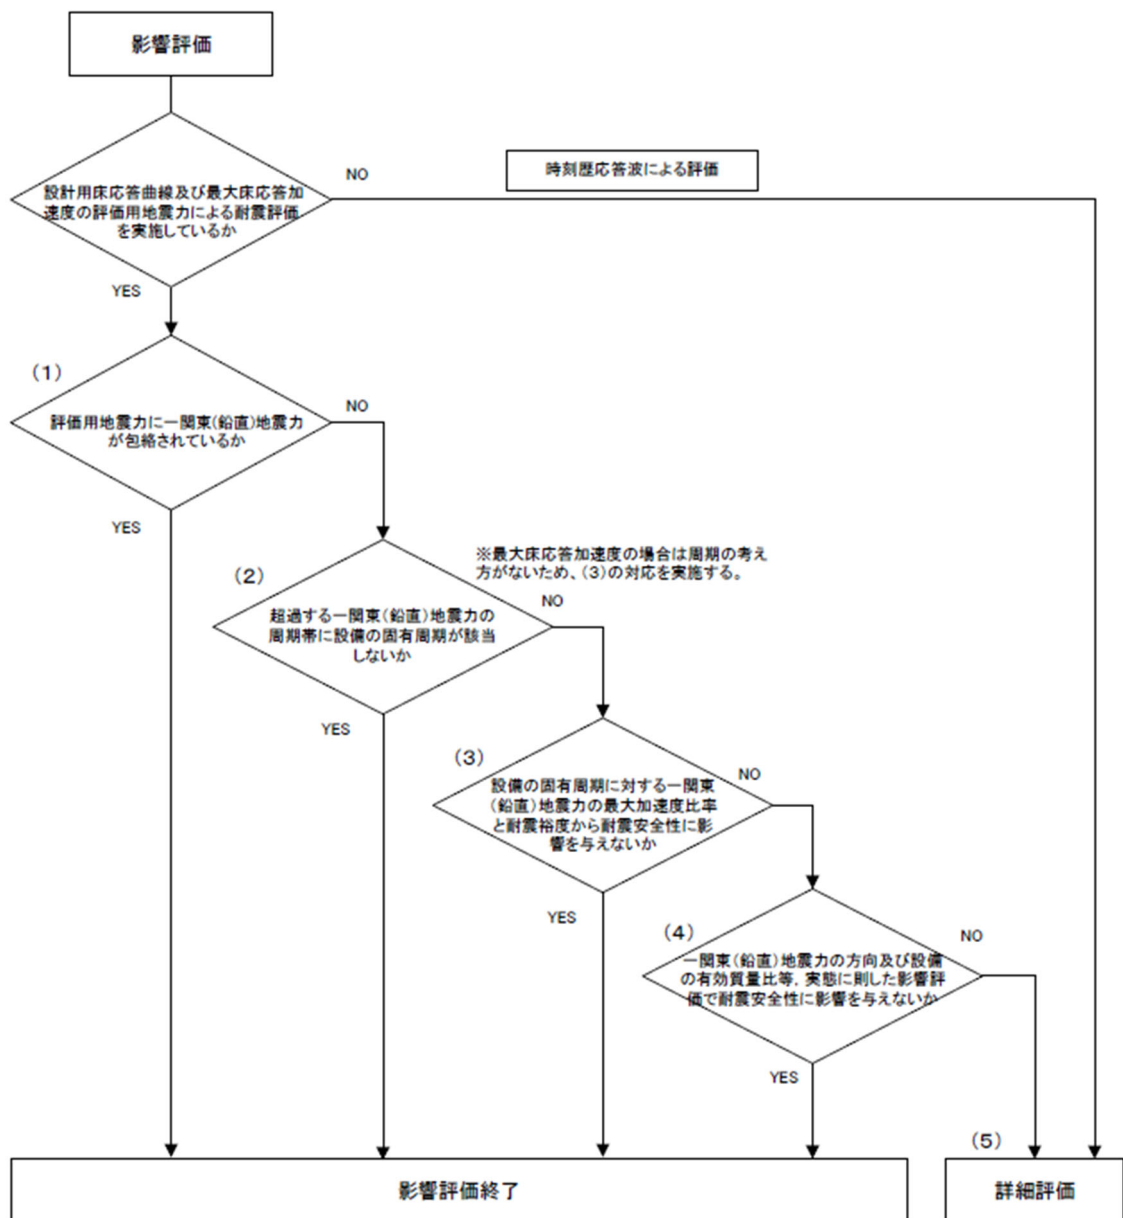 影響評価
NO
時刻歴応答波による評価
設計用床応答曲線及び最大床応答加
速度の評価用地震力による耐震評価
を実施しているか
YES
(1)
NO
評価用地震力に一関東(鉛直)地震力
が包絡されているか
YES
※最大床応答加速度の場合は周期の考え
方がないため、(3)の対応を実施する。
(2)
NO
超過する一関東(鉛直)地震力の
周期帯に設備の固有周期が該当
しないか
YES
(3)
NO
設備の固有周期に対する一関東
(鉛直)地震力の最大加速度比率
と耐震裕度から耐震安全性に影
響を与えないか
YES
(4)
NO
一関東(鉛直)地震力の方向及び設備
の有効質量比等, 実態に則した影響評
価で耐震安全性に影響を与えないか
YES
(5)
影響評価終了
詳細評価